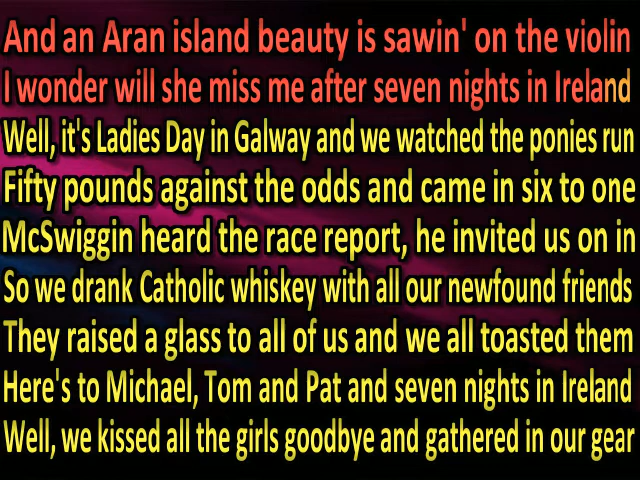 And an Aran island beauty is sawin' on the violin
I wonder will she miss me after seven nights in Ireland
Well, it's Ladies Day in Galway and we watched the ponies run
Fifty pounds against the odds and came in six to one
McSwiggin heard the race report, he invited us on in
So we drank Catholic whiskey with all our newfound friends
They raised a glass to all of us and we all toasted them
Here's to Michael, Tom and Pat and seven nights in Ireland
Well, we kissed all the girls goodbye and gathered in our gear